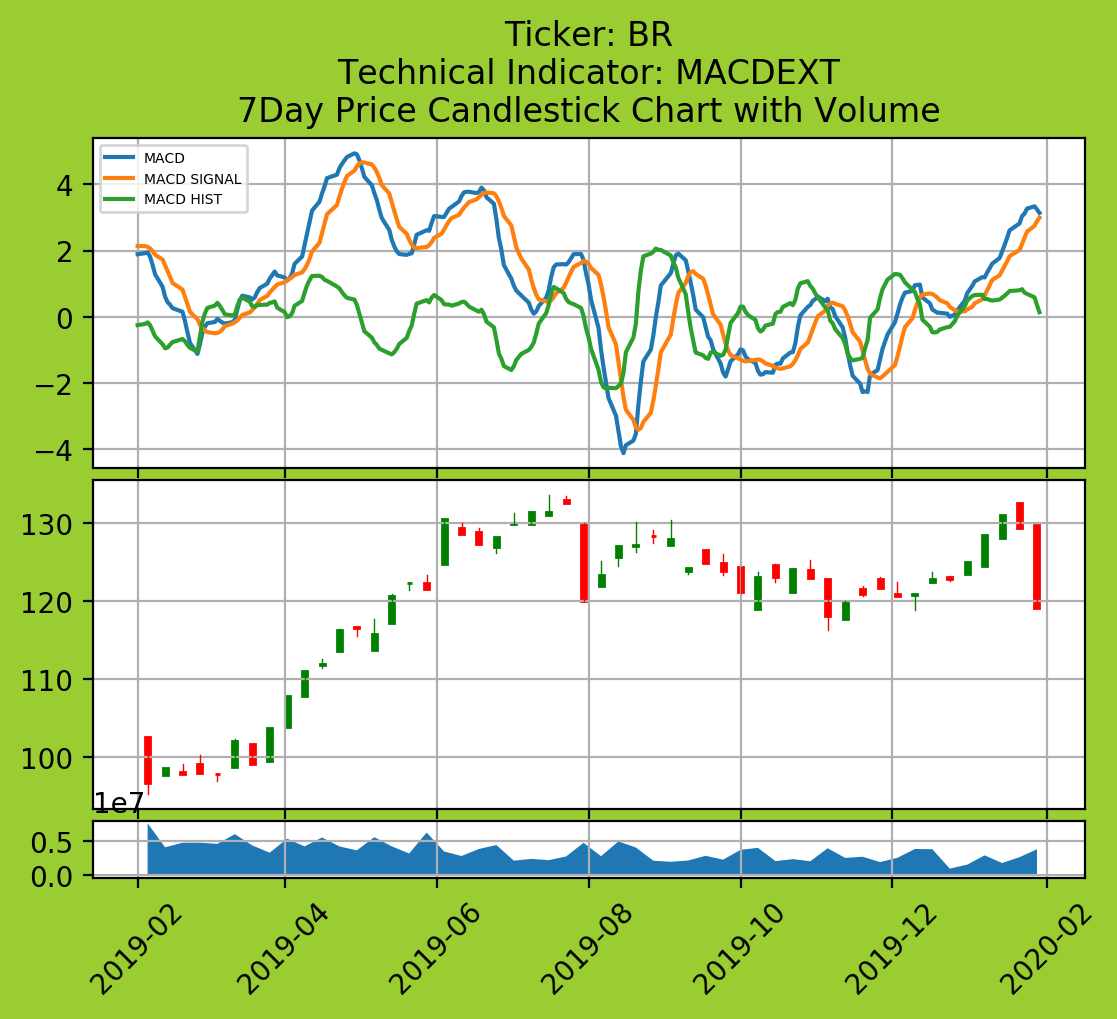 Ticker: BR
Technical Indicator: MACDEXT
7Day Price Candlestick Chart with Volume
MACD
MACD SIGNAL
MACD HIST
4
2
0
−2
−4
130
120
110
100
1e7
0.5
0.0
2019-02
2019-04
2019-06
2019-08
2019-10
2019-12
2020-02